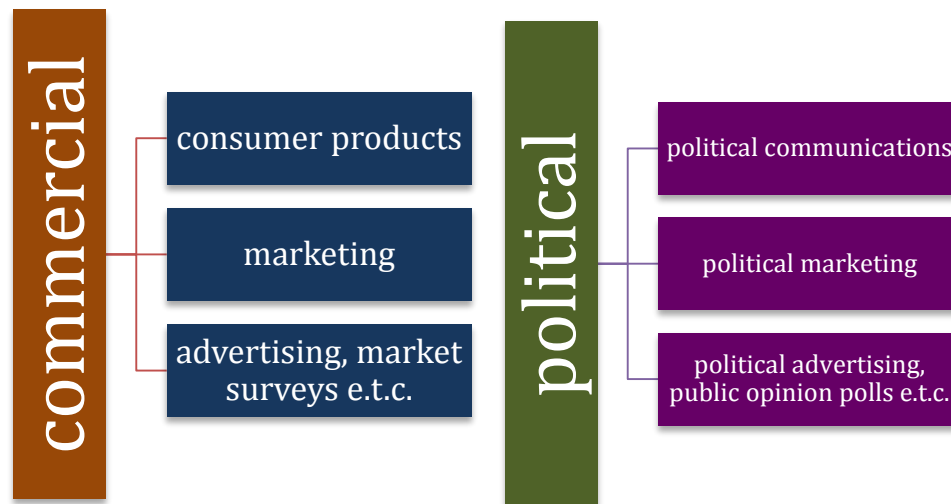 commercial
consumer products
marketing
advertising, market
surveys e.t.c.
political
political communications
political marketing
political advertising,
public opinion polls e.t.c.